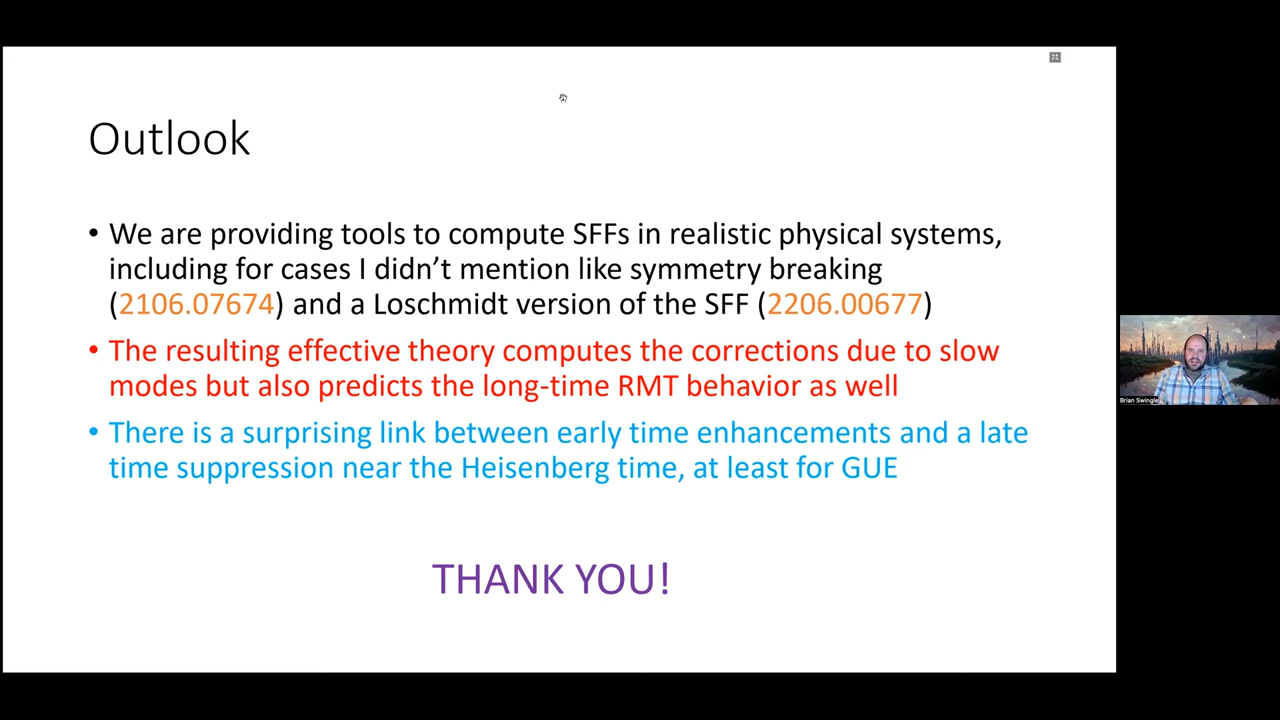 Outlook
• We are providing tools to compute SFFs in realistic physical systems,
including for cases I didn't mention like symmetry breaking
(2106.07674) and a Loschmidt version of the SFF (2206.00677)
• The resulting effective theory computes the corrections due to slow
modes but also predicts the long-time RMT behavior as well
• There is a surprising link between early time enhancements and a late
time suppression near the Heisenberg time, at least for GUE
THANK YOU!
Brian Swingle